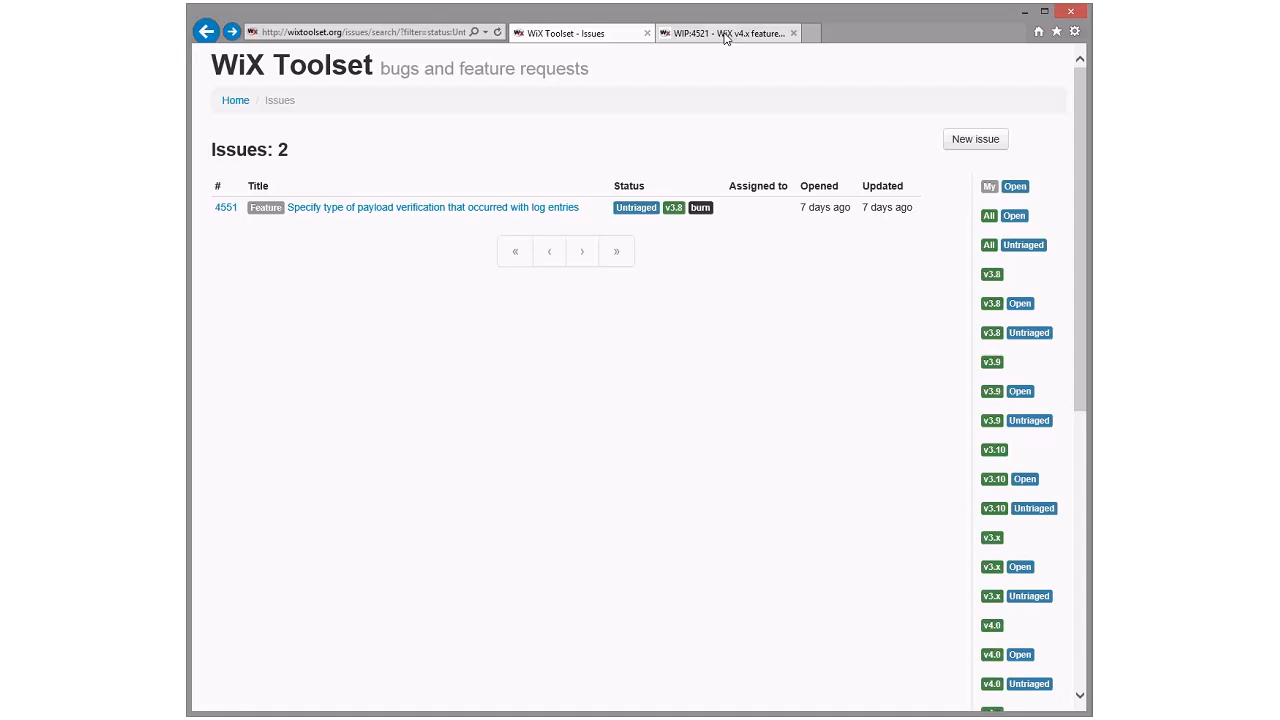 http://wixtoolset.org/issues/search/?filter=status:Unt
WiX Toolset - Issues
WIP:4521 - WiX v4.x feature...
WiX Toolset bugs and feature requests
Home / Issues
Issues: 2
New issue
# Title Status Assigned to Opened Updated
4551 Feature Specify type of payload verification that occurred with log entries Untriaged v3.8 burn 7 days ago 7 days ago
« ‹ › »
My Open
All Open
All Untriaged
v3.8
v3.8 Open
v3.8 Untriaged
v3.9
v3.9 Open
v3.9 Untriaged
v3.10
v3.10 Open
v3.10 Untriaged
v3.x
v3.x Open
v3.x Untriaged
v4.0
v4.0 Open
v4.0 Untriaged